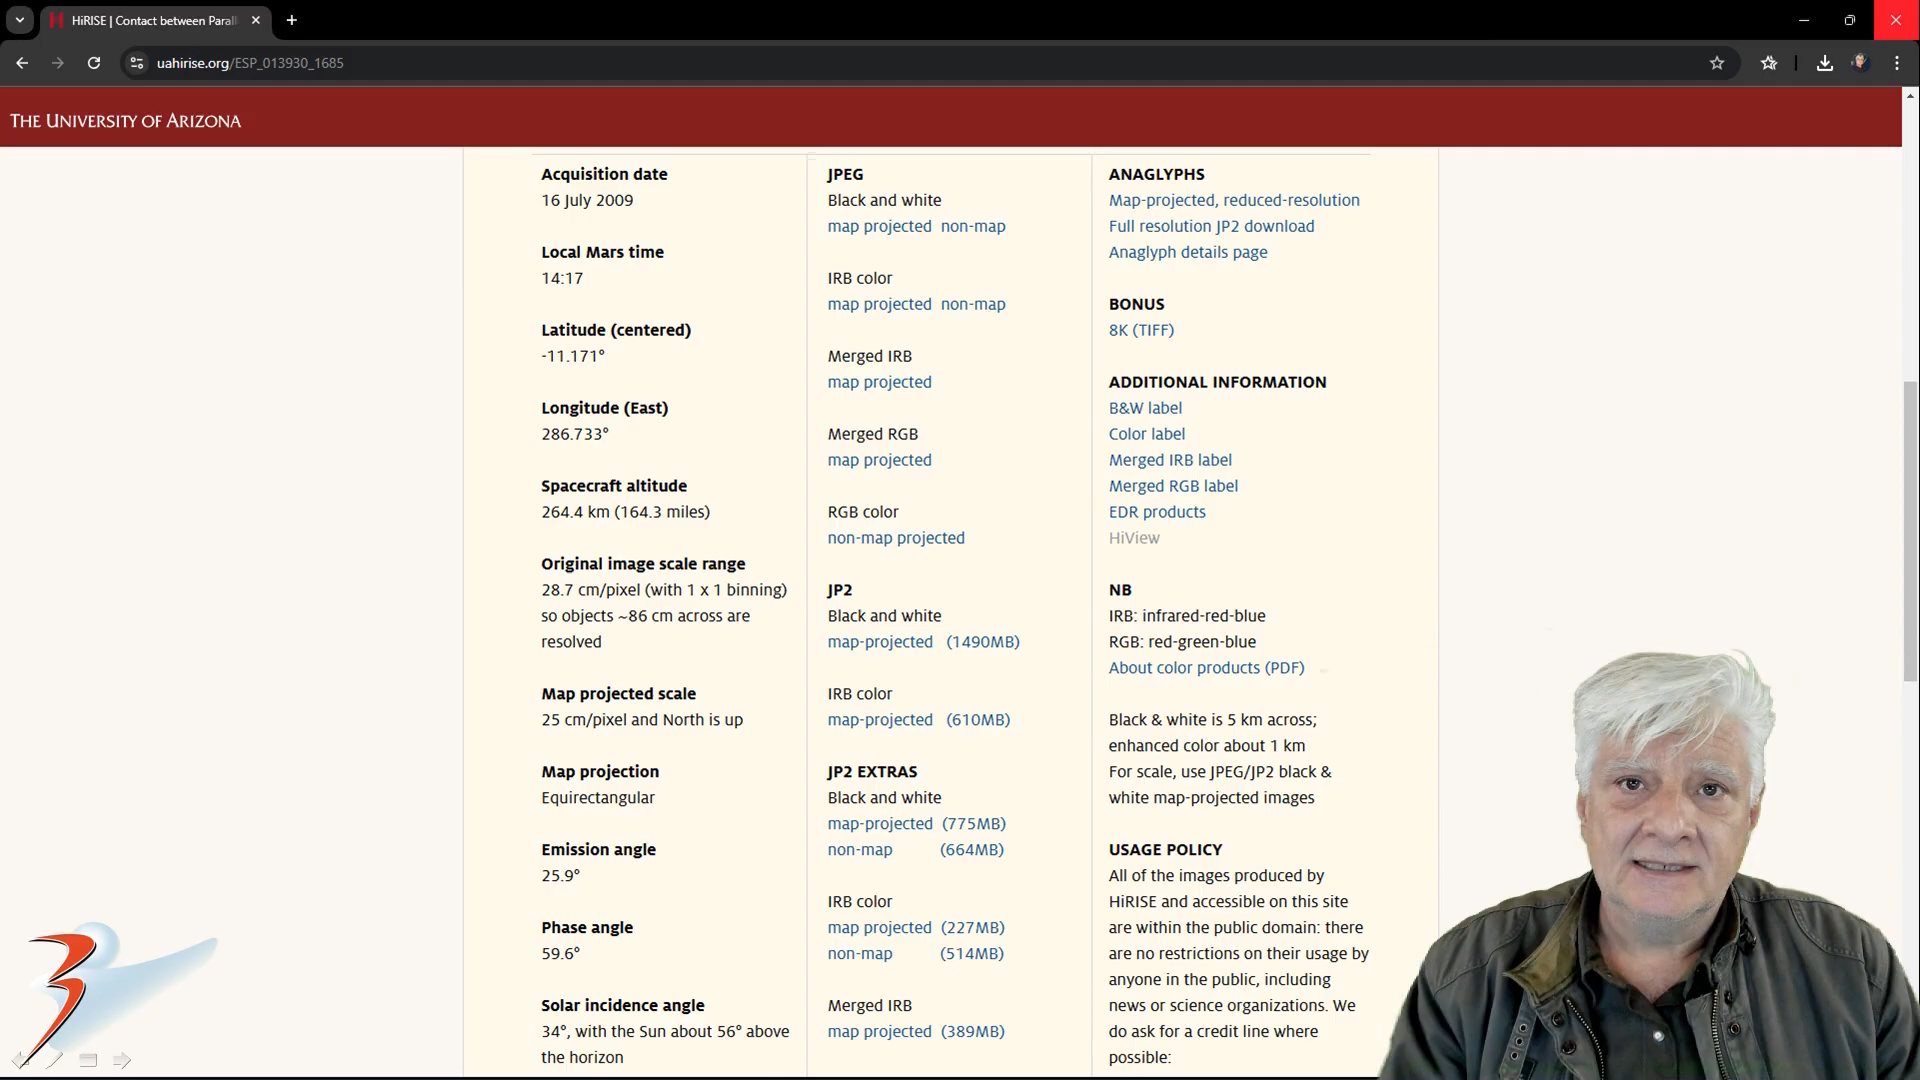 HiRISE | Contact between Parall
uahirise.org/ESP_013930_1685
THE UNIVERSITY OF ARIZONA
Acquisition date
16 July 2009
Local Mars time
14:17
Latitude (centered)
-11.171°
Longitude (East)
286.733°
Spacecraft altitude
264.4 km (164.3 miles)
Original image scale range
28.7 cm/pixel (with 1 x 1 binning)
so objects ~86 cm across are
resolved
Map projected scale
25 cm/pixel and North is up
Map projection
Equirectangular
Emission angle
25.9°
Phase angle
59.6°
Solar incidence angle
34°, with the Sun about 56° above
the horizon
JPEG
Black and white
map projected non-map
IRB color
map projected non-map
Merged IRB
map projected
Merged RGB
map projected
RGB color
non-map projected
JP2
Black and white
map-projected (1490MB)
IRB color
map-projected (610MB)
JP2 EXTRAS
Black and white
map-projected (775MB)
non-map (664MB)
IRB color
map projected (227MB)
non-map (514MB)
Merged IRB
map projected (389MB)
ANAGLYPHS
Map-projected, reduced-resolution
Full resolution JP2 download
Anaglyph details page
BONUS
8K (TIFF)
ADDITIONAL INFORMATION
B&W label
Color label
Merged IRB label
Merged RGB label
EDR products
HiView
NB
IRB: infrared-red-blue
RGB: red-green-blue
About color products (PDF)
Black & white is 5 km across;
enhanced color about 1 km
For scale, use JPEG/JP2 black &
white map-projected images
USAGE POLICY
All of the images produced by
HiRISE and accessible on this site
are within the public domain: there
are no restrictions on their usage by
anyone in the public, including
news or science organizations. We
do ask for a credit line where
possible: